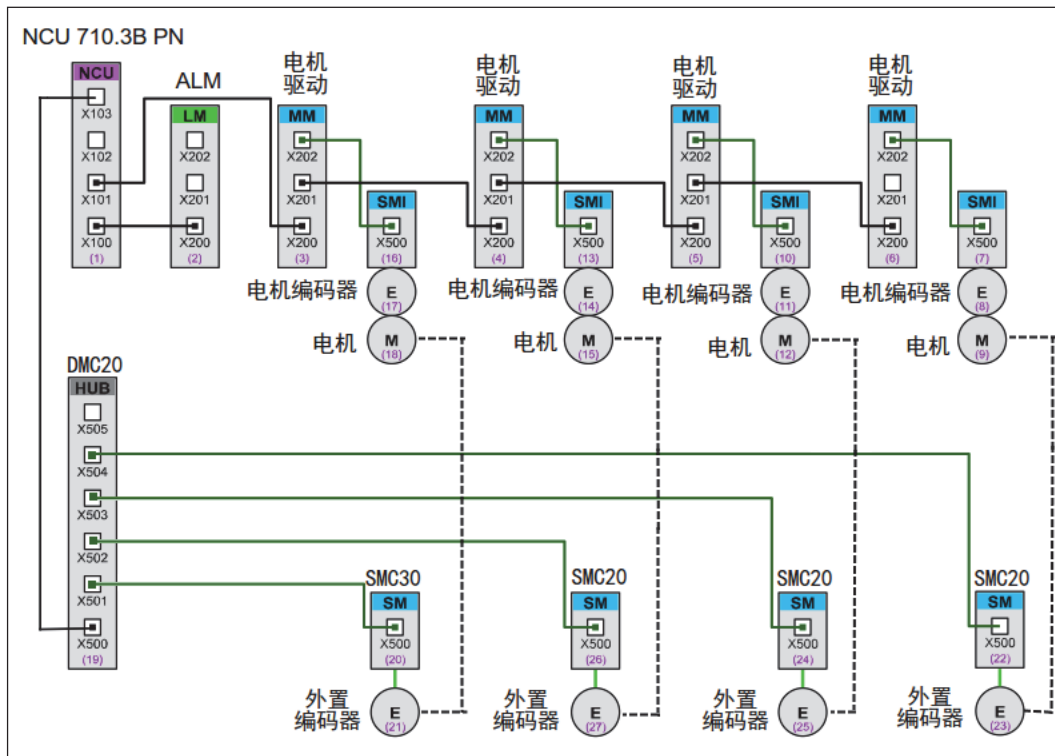 NCU 710.3B PN
NCU
X103
X102
X101
X100
(1)
ALM
LM
X202
X201
X200
(2)
电机
驱动
MM
X202
X201
X200
(3)
SMI
X500
(16)
电机编码器
E
(17)
电机
M
(18)
电机
驱动
MM
X202
X201
X200
(4)
SMI
X500
(13)
电机编码器
E
(14)
电机
M
(15)
电机
驱动
MM
X202
X201
X200
(5)
SMI
X500
(10)
电机编码器
E
(11)
电机
M
(12)
电机
驱动
MM
X202
X201
X200
(6)
SMI
X500
(7)
电机编码器
E
(8)
电机
M
(9)
DMC20
HUB
X505
X504
X503
X502
X501
X500
(19)
SMC30
SM
X500
(20)
外置
编码器
E
(21)
SMC20
SM
X500
(26)
外置
编码器
E
(27)
SMC20
SM
X500
(24)
外置
编码器
E
(25)
SMC20
SM
X500
(22)
外置
编码器
E
(23)